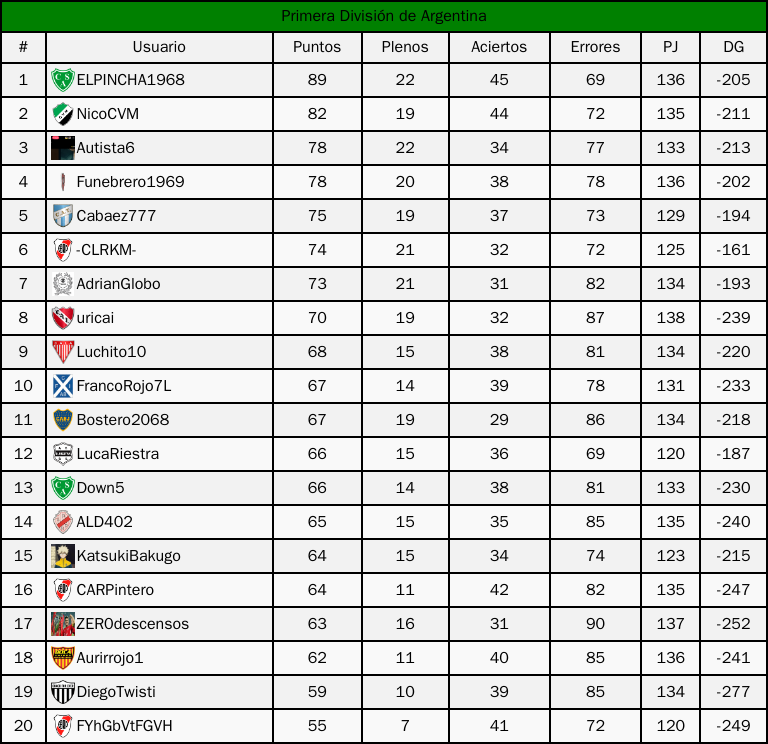 Primera División de Argentina
# Usuario Puntos Plenos Aciertos Errores PJ DG
1 ELPINCHA1968 89 22 45 69 136 -205
2 NicoCVM 82 19 44 72 135 -211
3 Autista6 78 22 34 77 133 -213
4 Funebrero1969 78 20 38 78 136 -202
5 Cabaez777 75 19 37 73 129 -194
6 -CLRKM- 74 21 32 72 125 -161
7 AdrianGlobo 73 21 31 82 134 -193
8 uricai 70 19 32 87 138 -239
9 Luchito10 68 15 38 81 134 -220
10 FrancoRojo7L 67 14 39 78 131 -233
11 Bostero2068 67 19 29 86 134 -218
12 LucaRiestra 66 15 36 69 120 -187
13 Down5 66 14 38 81 133 -230
14 ALD402 65 15 35 85 135 -240
15 KatsukiBakugo 64 15 34 74 123 -215
16 CARPintero 64 11 42 82 135 -247
17 ZER0descensos 63 16 31 90 137 -252
18 Aurirrojo1 62 11 40 85 136 -241
19 DiegoTwisti 59 10 39 85 134 -277
20 FYhGbVtFGVH 55 7 41 72 120 -249